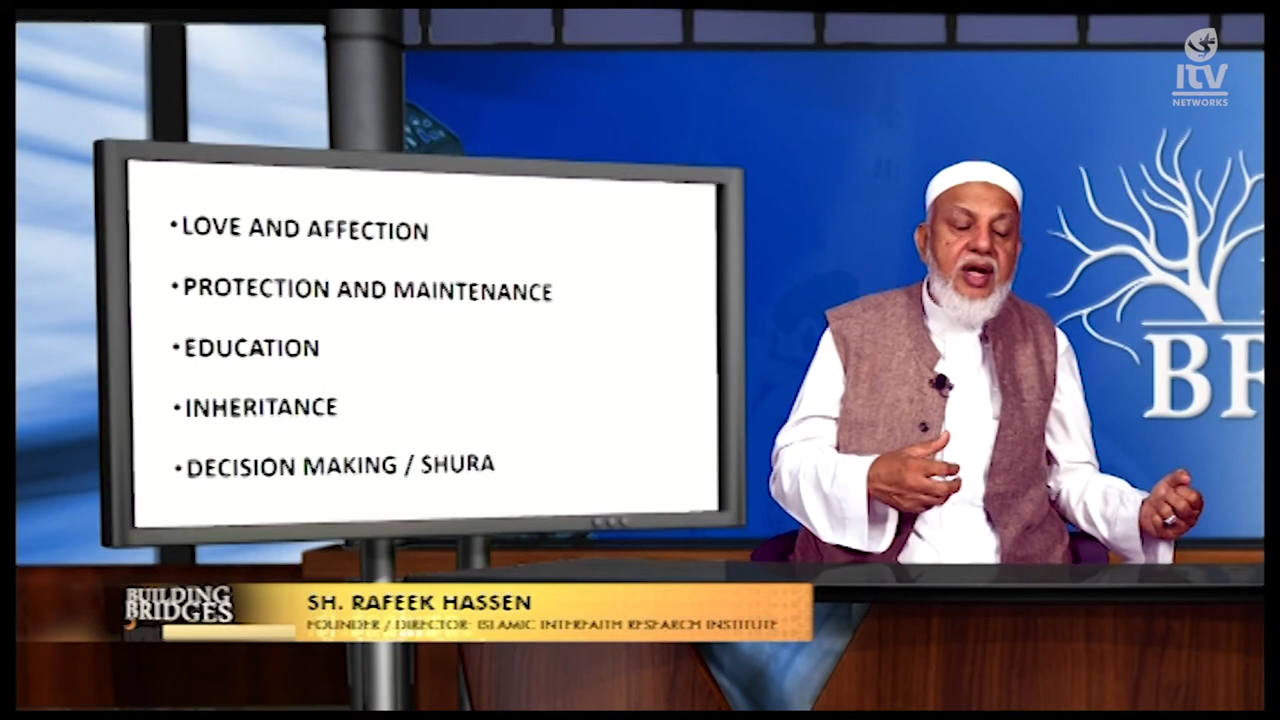 ITV
NETWORKS
• LOVE AND AFFECTION
• PROTECTION AND MAINTENANCE
• EDUCATION
• INHERITANCE
• DECISION MAKING / SHURA
BR
BUILDING
BRIDGES
SH. RAFEEK HASSEN
FOUNDER / DIRECTOR: ISLAMIC INTERFAITH RESEARCH INSTITUTE